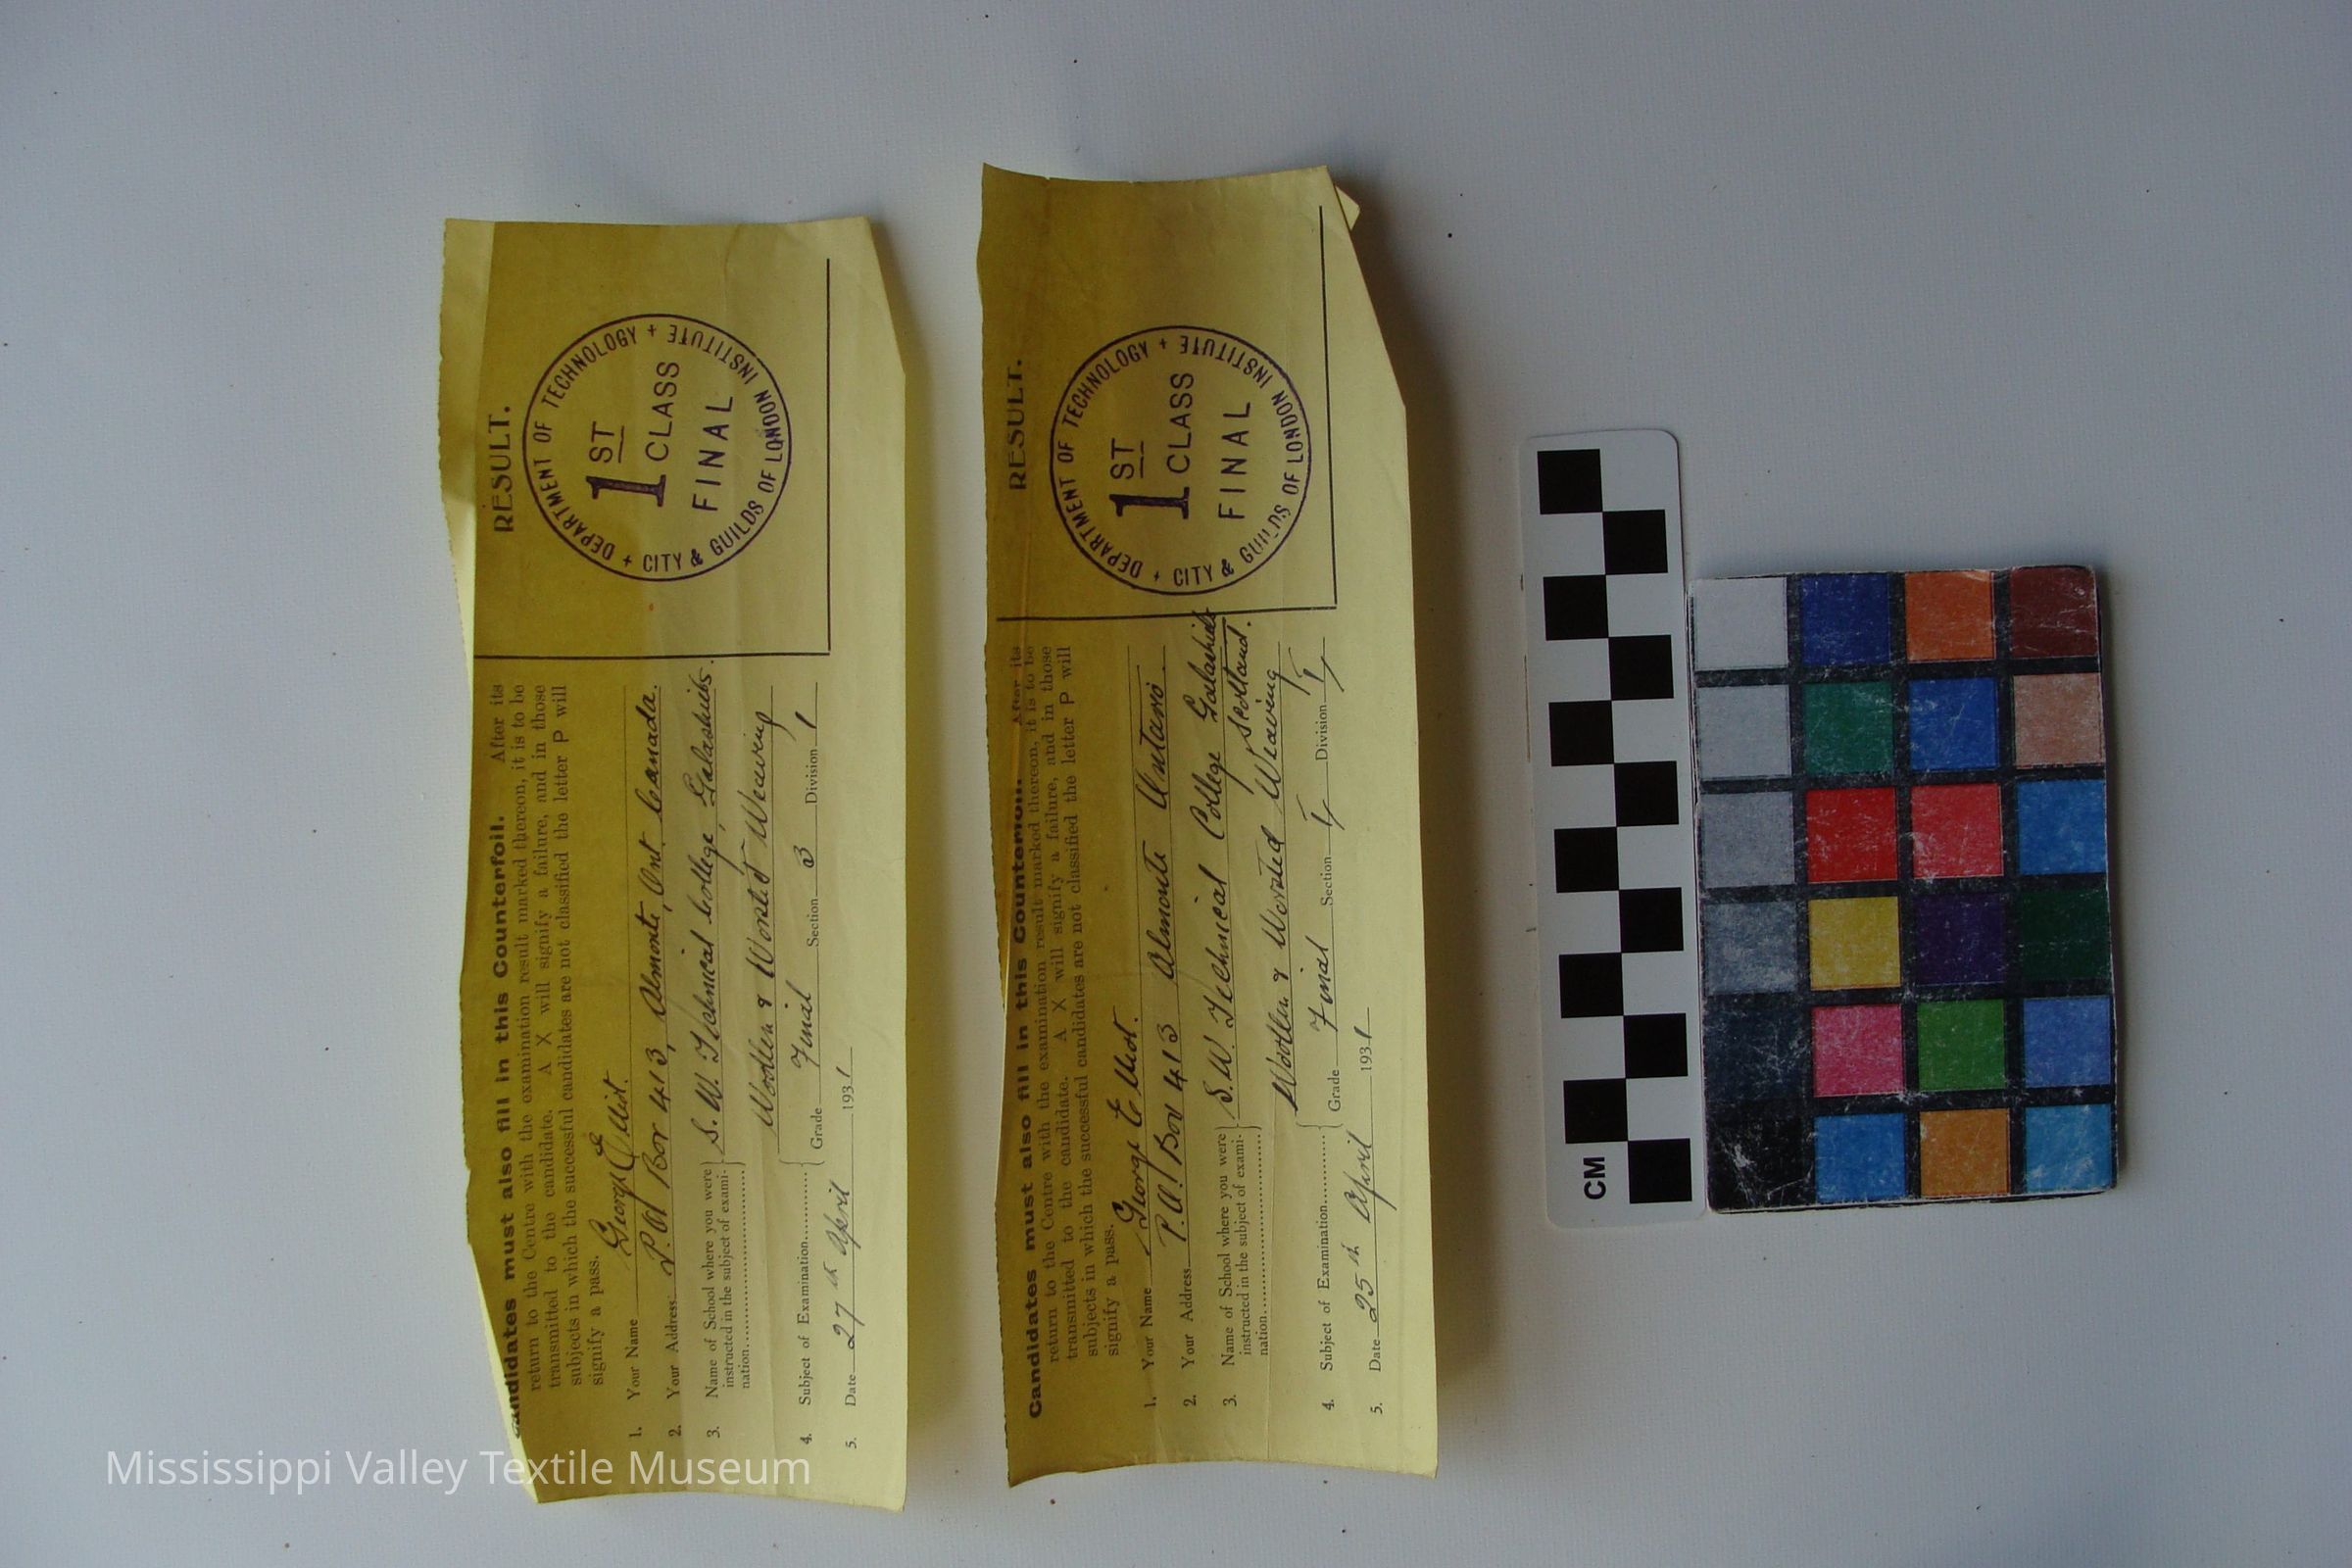 Candidates must also fill in this Counterfoil. After its
return to the Centre with the examination result marked thereon, it is to be
transmitted to the candidate. A X will signify a failure, and in those
subjects in which the successful candidates are not classified the letter P will
signify a pass.
1. Your Name George E Elliot.
2. Your Address P.O Box 413, Almonte, Ont. Canada.
3. Name of School where you were
instructed in the subject of exami-
nation
S.W. Technical College, Galashiels.
4. Subject of Examination Woollen & Worsted Weaving
Grade Final Section B Division 1
5. Date 27th April 1931
RESULT.
+ DEPARTMENT OF TECHNOLOGY +
CITY & GUILDS OF LONDON INSTITUTE
1ST
CLASS
FINAL
Candidates must also fill in this Counterfoil. After its
return to the Centre with the examination result marked thereon, it is to be
transmitted to the candidate. A X will signify a failure, and in those
subjects in which the successful candidates are not classified the letter P will
signify a pass.
1. Your Name George E Elliot.
2. Your Address P.O. Box 413 Almonte Ontario.
3. Name of School where you were
instructed in the subject of exami-
nation
S.W. Technical College Galashiels
Scotland.
4. Subject of Examination Woollen & Worsted Weaving
Grade Final Section Division
5. Date 25th April 1931
RESULT.
+ DEPARTMENT OF TECHNOLOGY +
CITY & GUILDS OF LONDON INSTITUTE
1ST
CLASS
FINAL
CM
Mississippi Valley Textile Museum